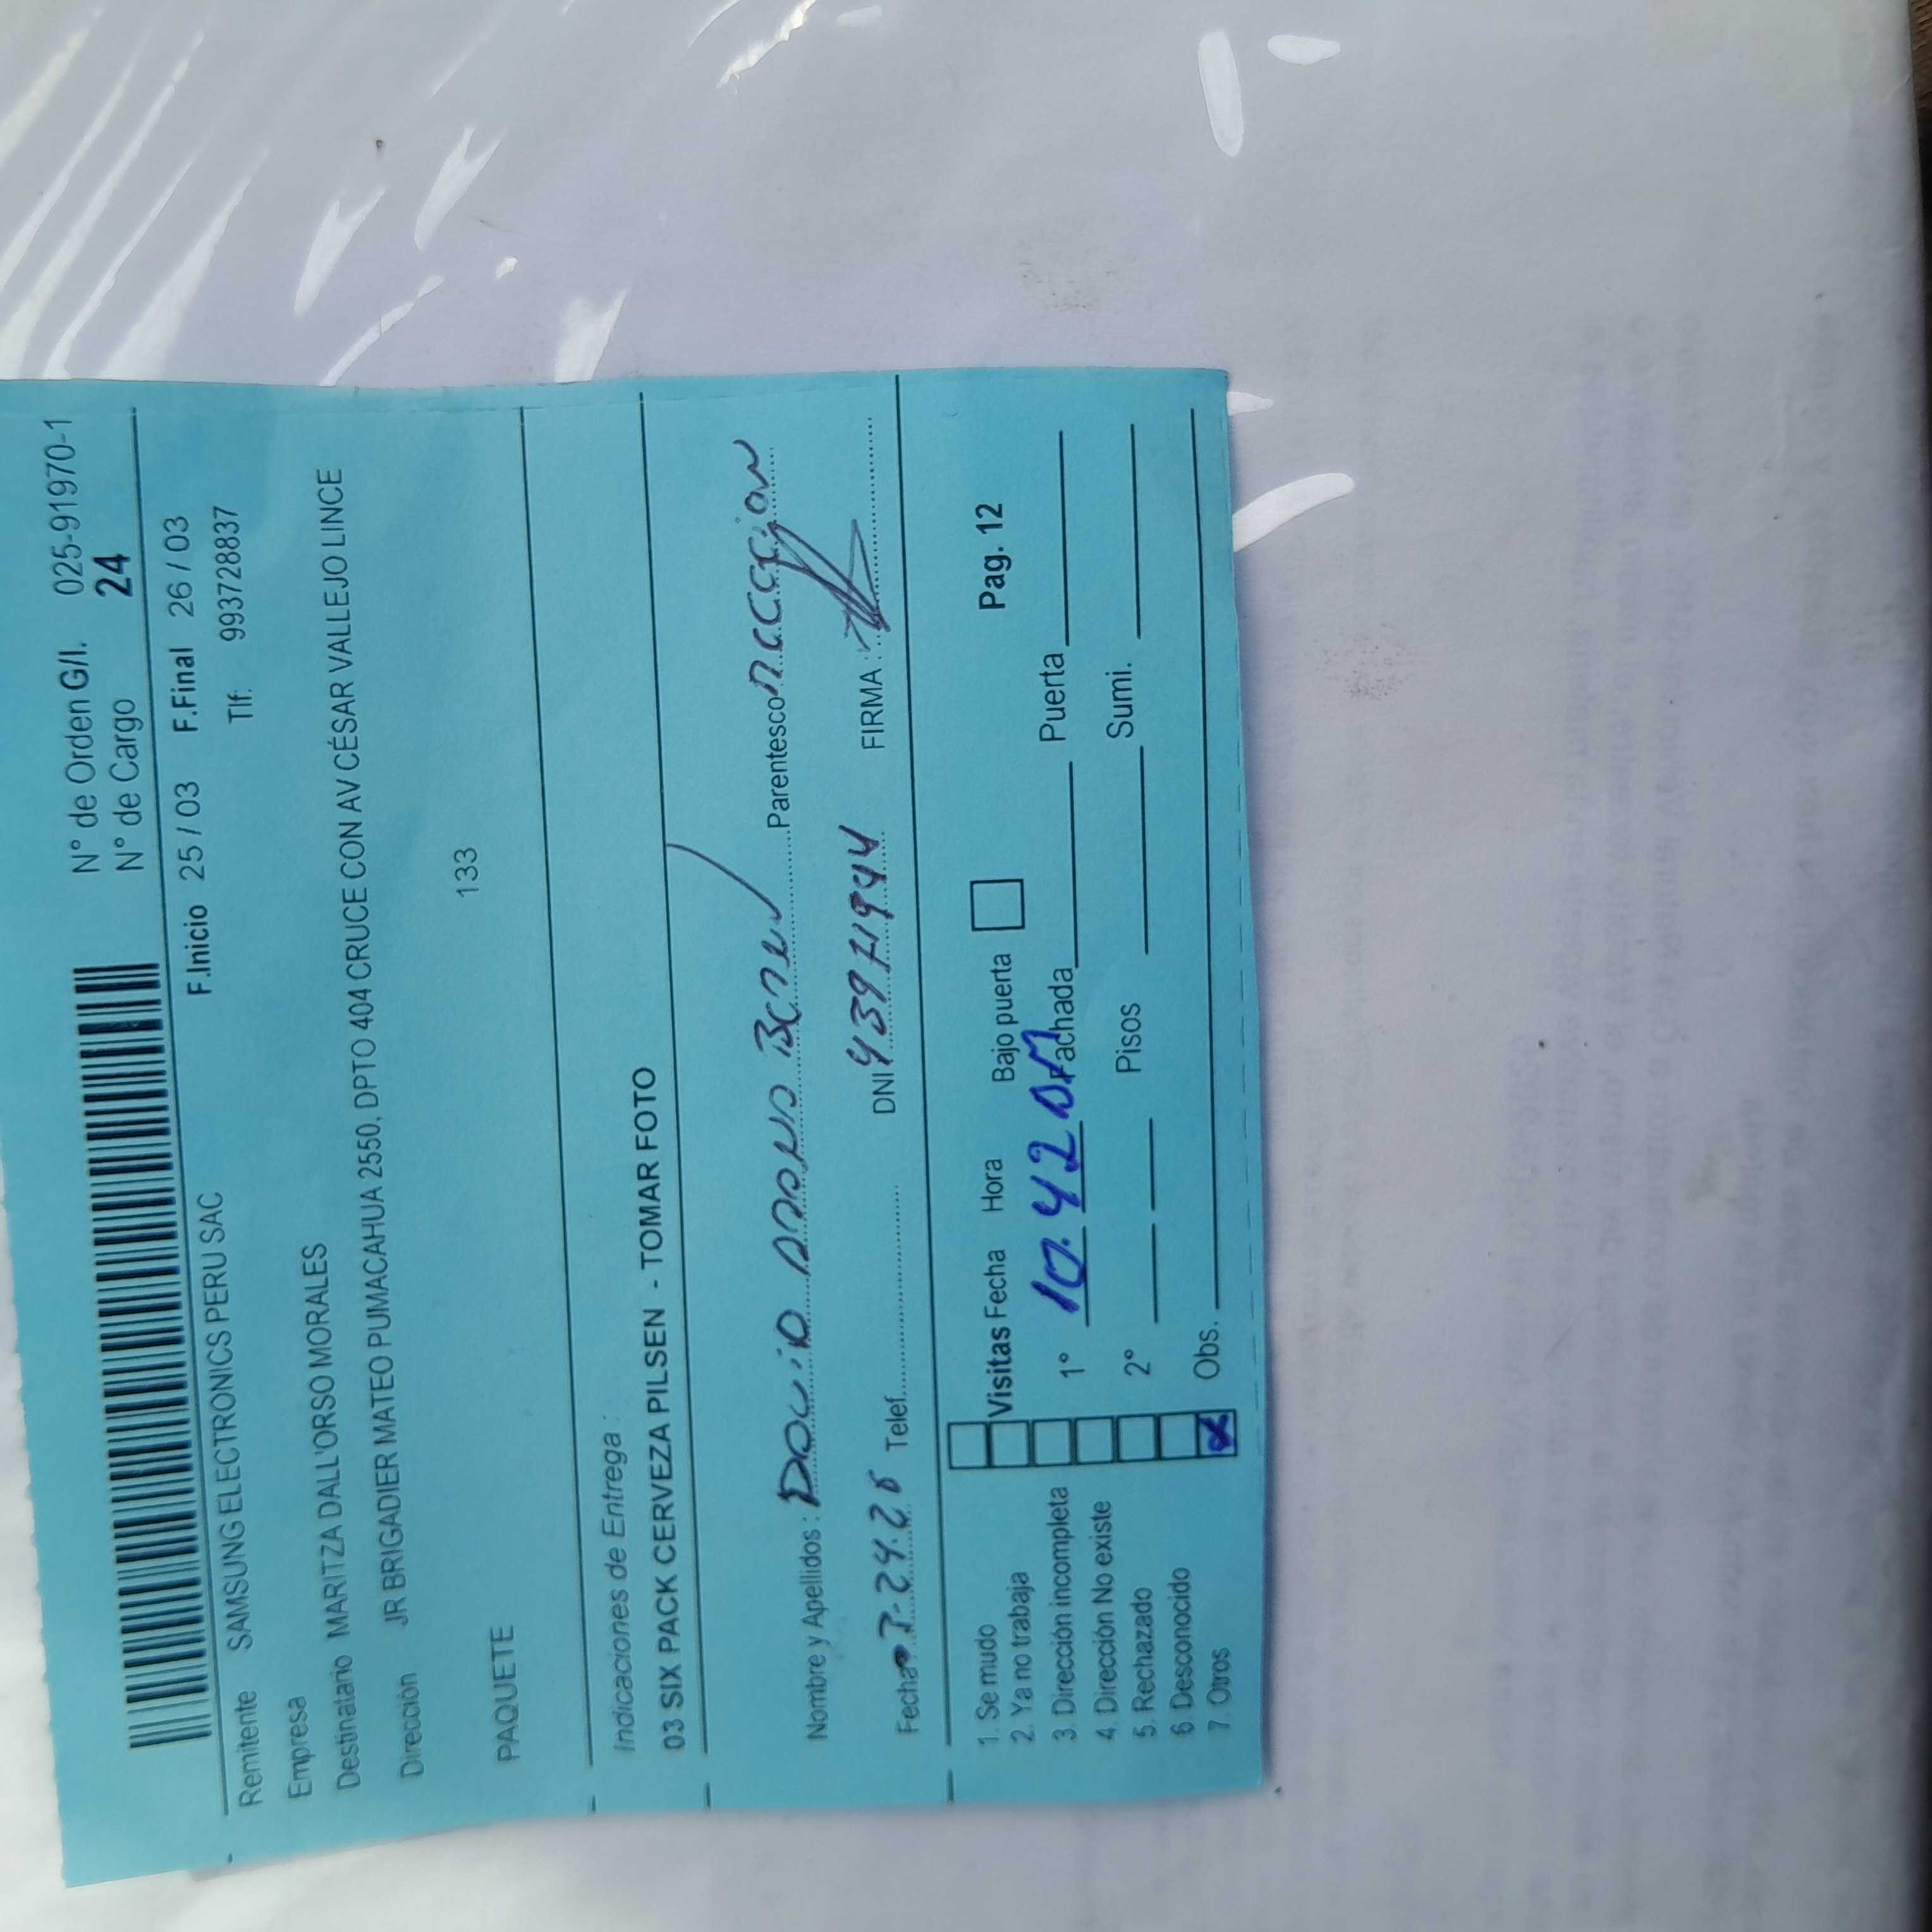 N° de Orden G/I. 025-91970-1
N° de Cargo 24
F.Inicio 25 / 03 F.Final 26 / 03
Remitente SAMSUNG ELECTRONICS PERU SAC
Tlf: 993728837
Empresa
Destinatario MARITZA DALL'ORSO MORALES
Dirección JR BRIGADIER MATEO PUMACAHUA 2550, DPTO 404 CRUCE CON AV CÉSAR VALLEJO LINCE
133
PAQUETE
Indicaciones de Entrega :
03 SIX PACK CERVEZA PILSEN - TOMAR FOTO
Nombre y Apellidos : David Parentesco
Fecha Telef. DNI FIRMA :
1. Se mudo
2. Ya no trabaja Visitas Fecha Hora Bajo puerta Pag. 12
3. Dirección incompleta 1° 10.42 AM Fachada Puerta
4. Dirección No existe
5. Rechazado 2° Pisos Sumi.
6. Desconocido
7. Otros Obs.